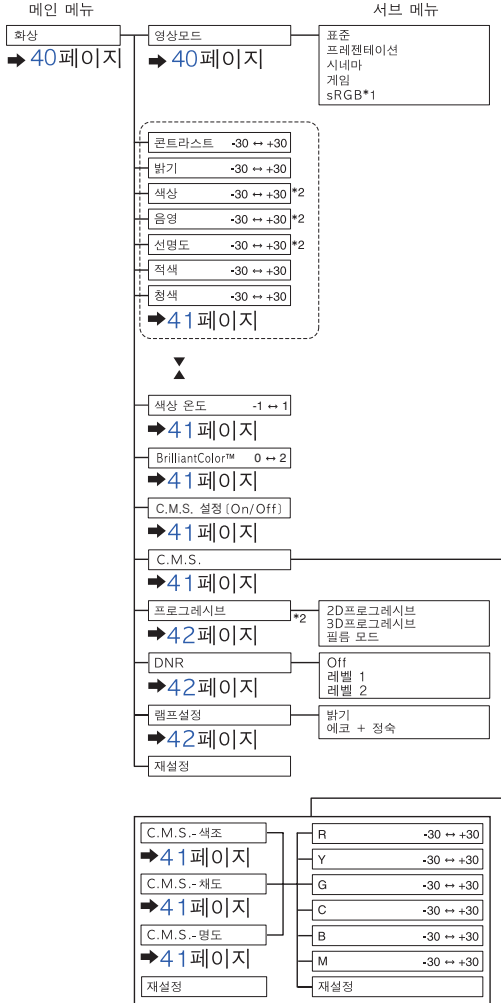 메인 메뉴 서브 메뉴
화상
➡ 40페이지
영상모드
➡ 40페이지
표준
프레젠테이션
시네마
게임
sRGB*1
콘트라스트 -30 ↔ +30
밝기 -30 ↔ +30
색상 -30 ↔ +30 *2
음영 -30 ↔ +30 *2
선명도 -30 ↔ +30 *2
적색 -30 ↔ +30
청색 -30 ↔ +30
➡41페이지
색상 온도 -1 ↔ 1
➡41페이지
BrilliantColor™ 0 ↔ 2
➡41페이지
C.M.S. 설정 (On/Off)
➡41페이지
C.M.S.
➡41페이지
프로그레시브 *2
➡42페이지
2D프로그레시브
3D프로그레시브
필름 모드
DNR
➡42페이지
Off
레벨 1
레벨 2
램프설정
➡42페이지
밝기
에코 + 정숙
재설정
C.M.S.-색조
➡41페이지
C.M.S.-채도
➡41페이지
C.M.S.-명도
➡41페이지
재설정
R -30 ↔ +30
Y -30 ↔ +30
G -30 ↔ +30
C -30 ↔ +30
B -30 ↔ +30
M -30 ↔ +30
재설정